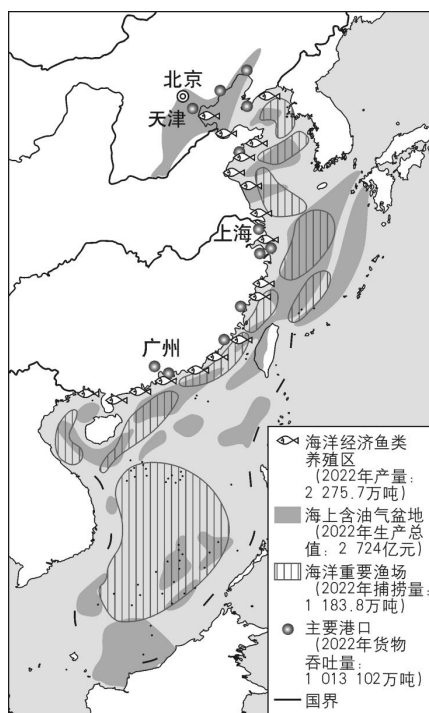 北京
天津
上海
广州
海洋经济鱼类
养殖区
(2022年产量:
2 275.7万吨)
海上含油气盆地
(2022年生产总
值: 2 724亿元)
海洋重要渔场
(2022年捕捞量:
1 183.8万吨)
主要港口
(2022年货物
吞吐量:
1 013 102万吨)
国界